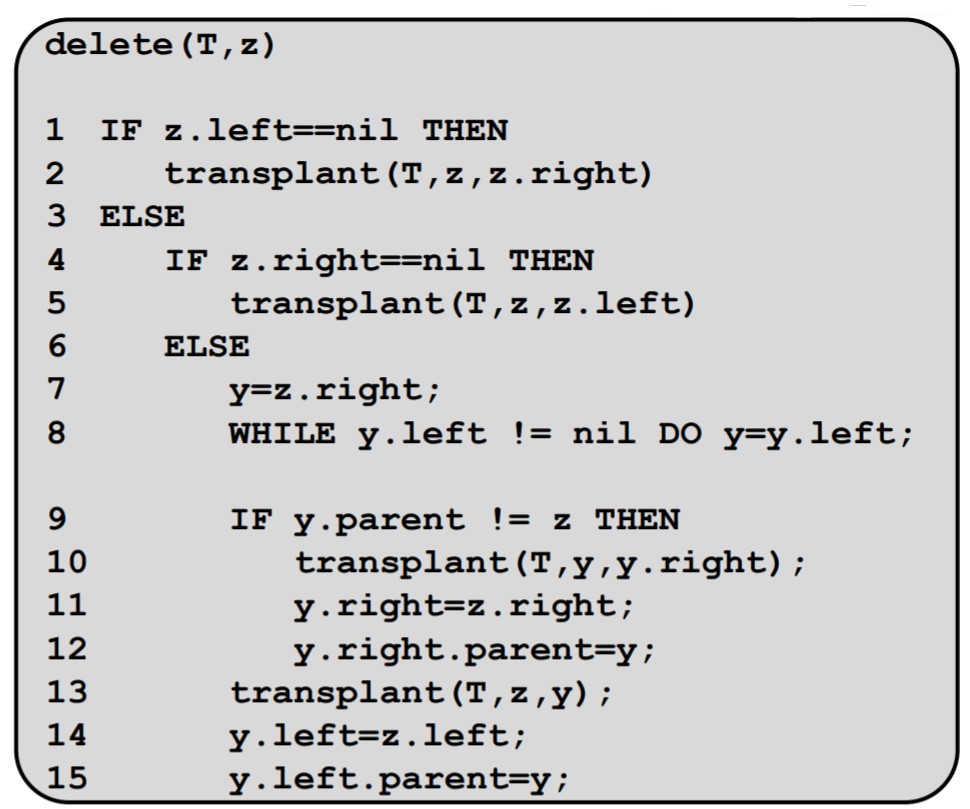 delete(T,z)
1 IF z.left==nil THEN
2 transplant(T,z,z.right)
3 ELSE
4 IF z.right==nil THEN
5 transplant(T,z,z.left)
6 ELSE
7 y=z.right;
8 WHILE y.left != nil DO y=y.left;
9 IF y.parent != z THEN
10 transplant(T,y,y.right);
11 y.right=z.right;
12 y.right.parent=y;
13 transplant(T,z,y);
14 y.left=z.left;
15 y.left.parent=y;